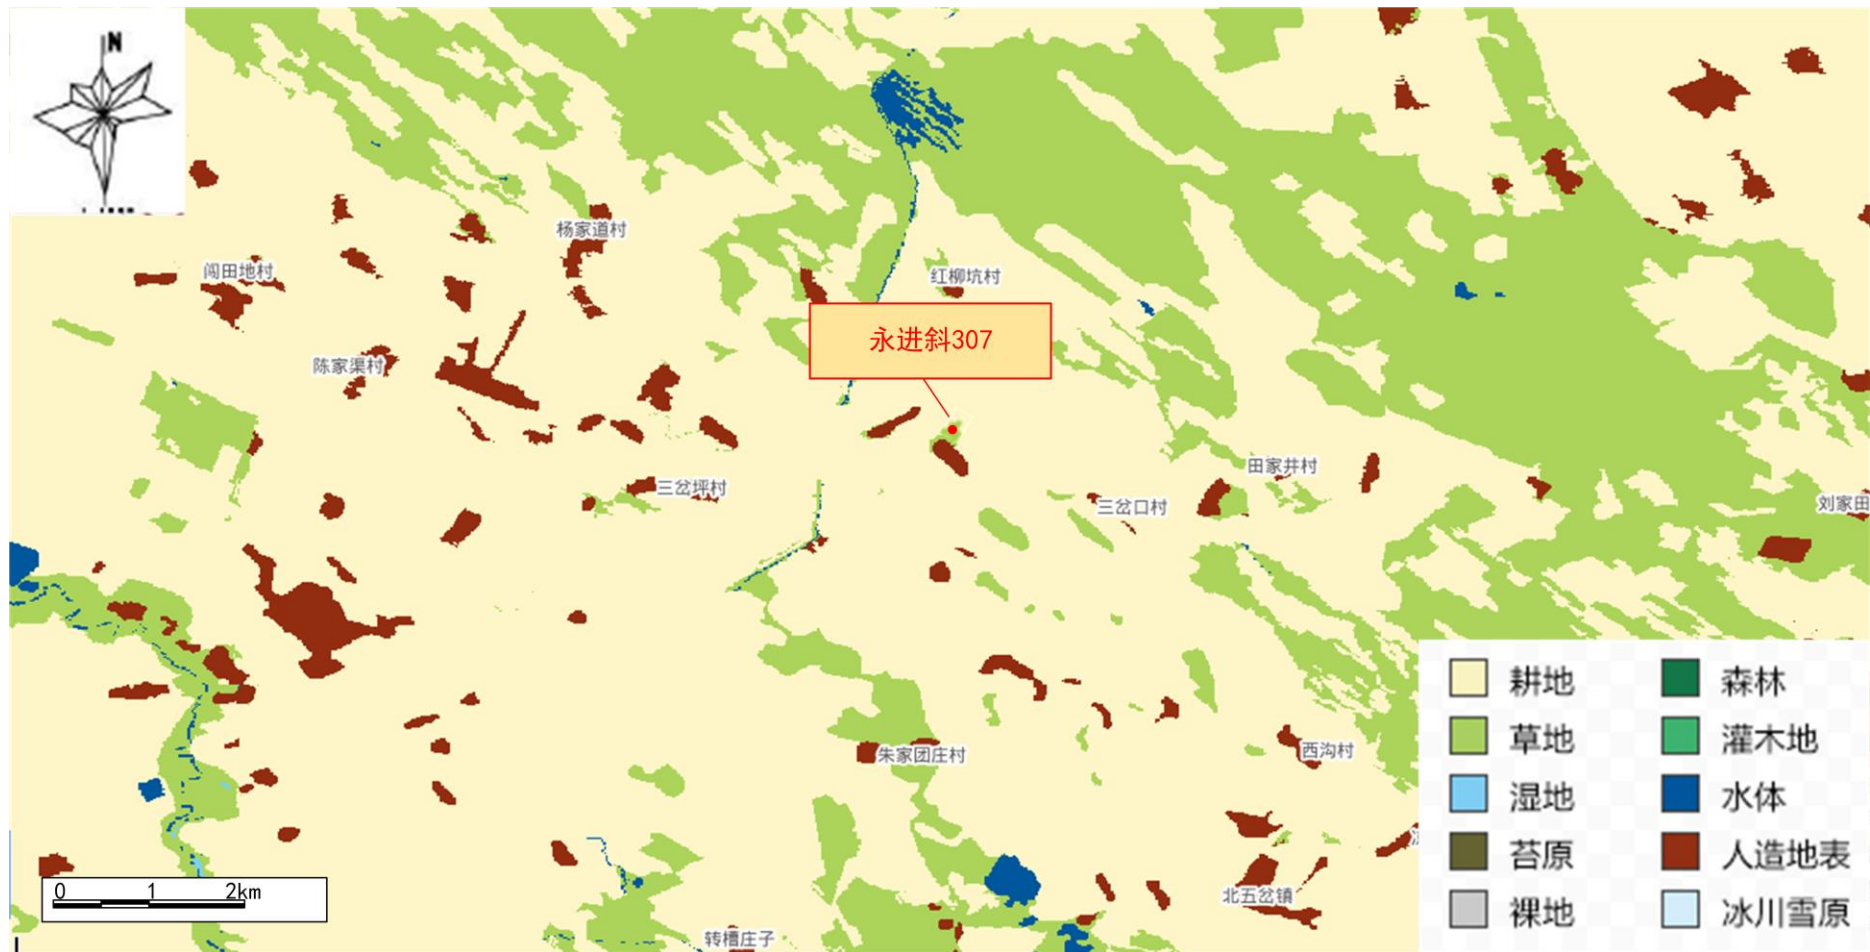 N
杨家道村
闯田地村
红柳坑村
永进斜307
陈家渠村
田家井村
三岔坪村
三岔口村
刘家田
朱家团庄村
西沟村
北五岔镇
转槽庄子
0 1 2km
耕地 森林
草地 灌木地
湿地 水体
苔原 人造地表
裸地 冰川雪原